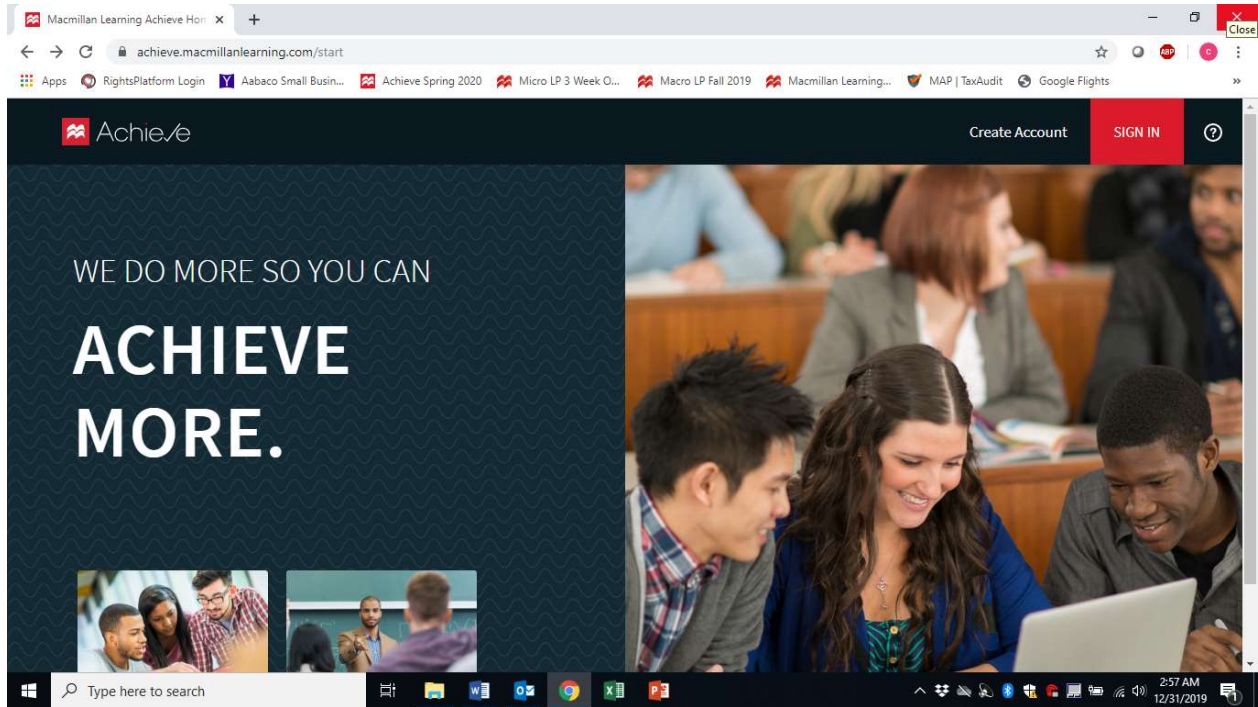 Macmillan Learning Achieve Hon
Close
achieve.macmillanlearning.com/start
ABP
C
Apps RightsPlatform Login Aabaco Small Busin... Achieve Spring 2020 Micro LP 3 Week O... Macro LP Fall 2019 Macmillan Learning... MAP | TaxAudit Google Flights »
Achieve Create Account SIGN IN ?
WE DO MORE SO YOU CAN
ACHIEVE
MORE.
Type here to search
2:57 AM
12/31/2019
1